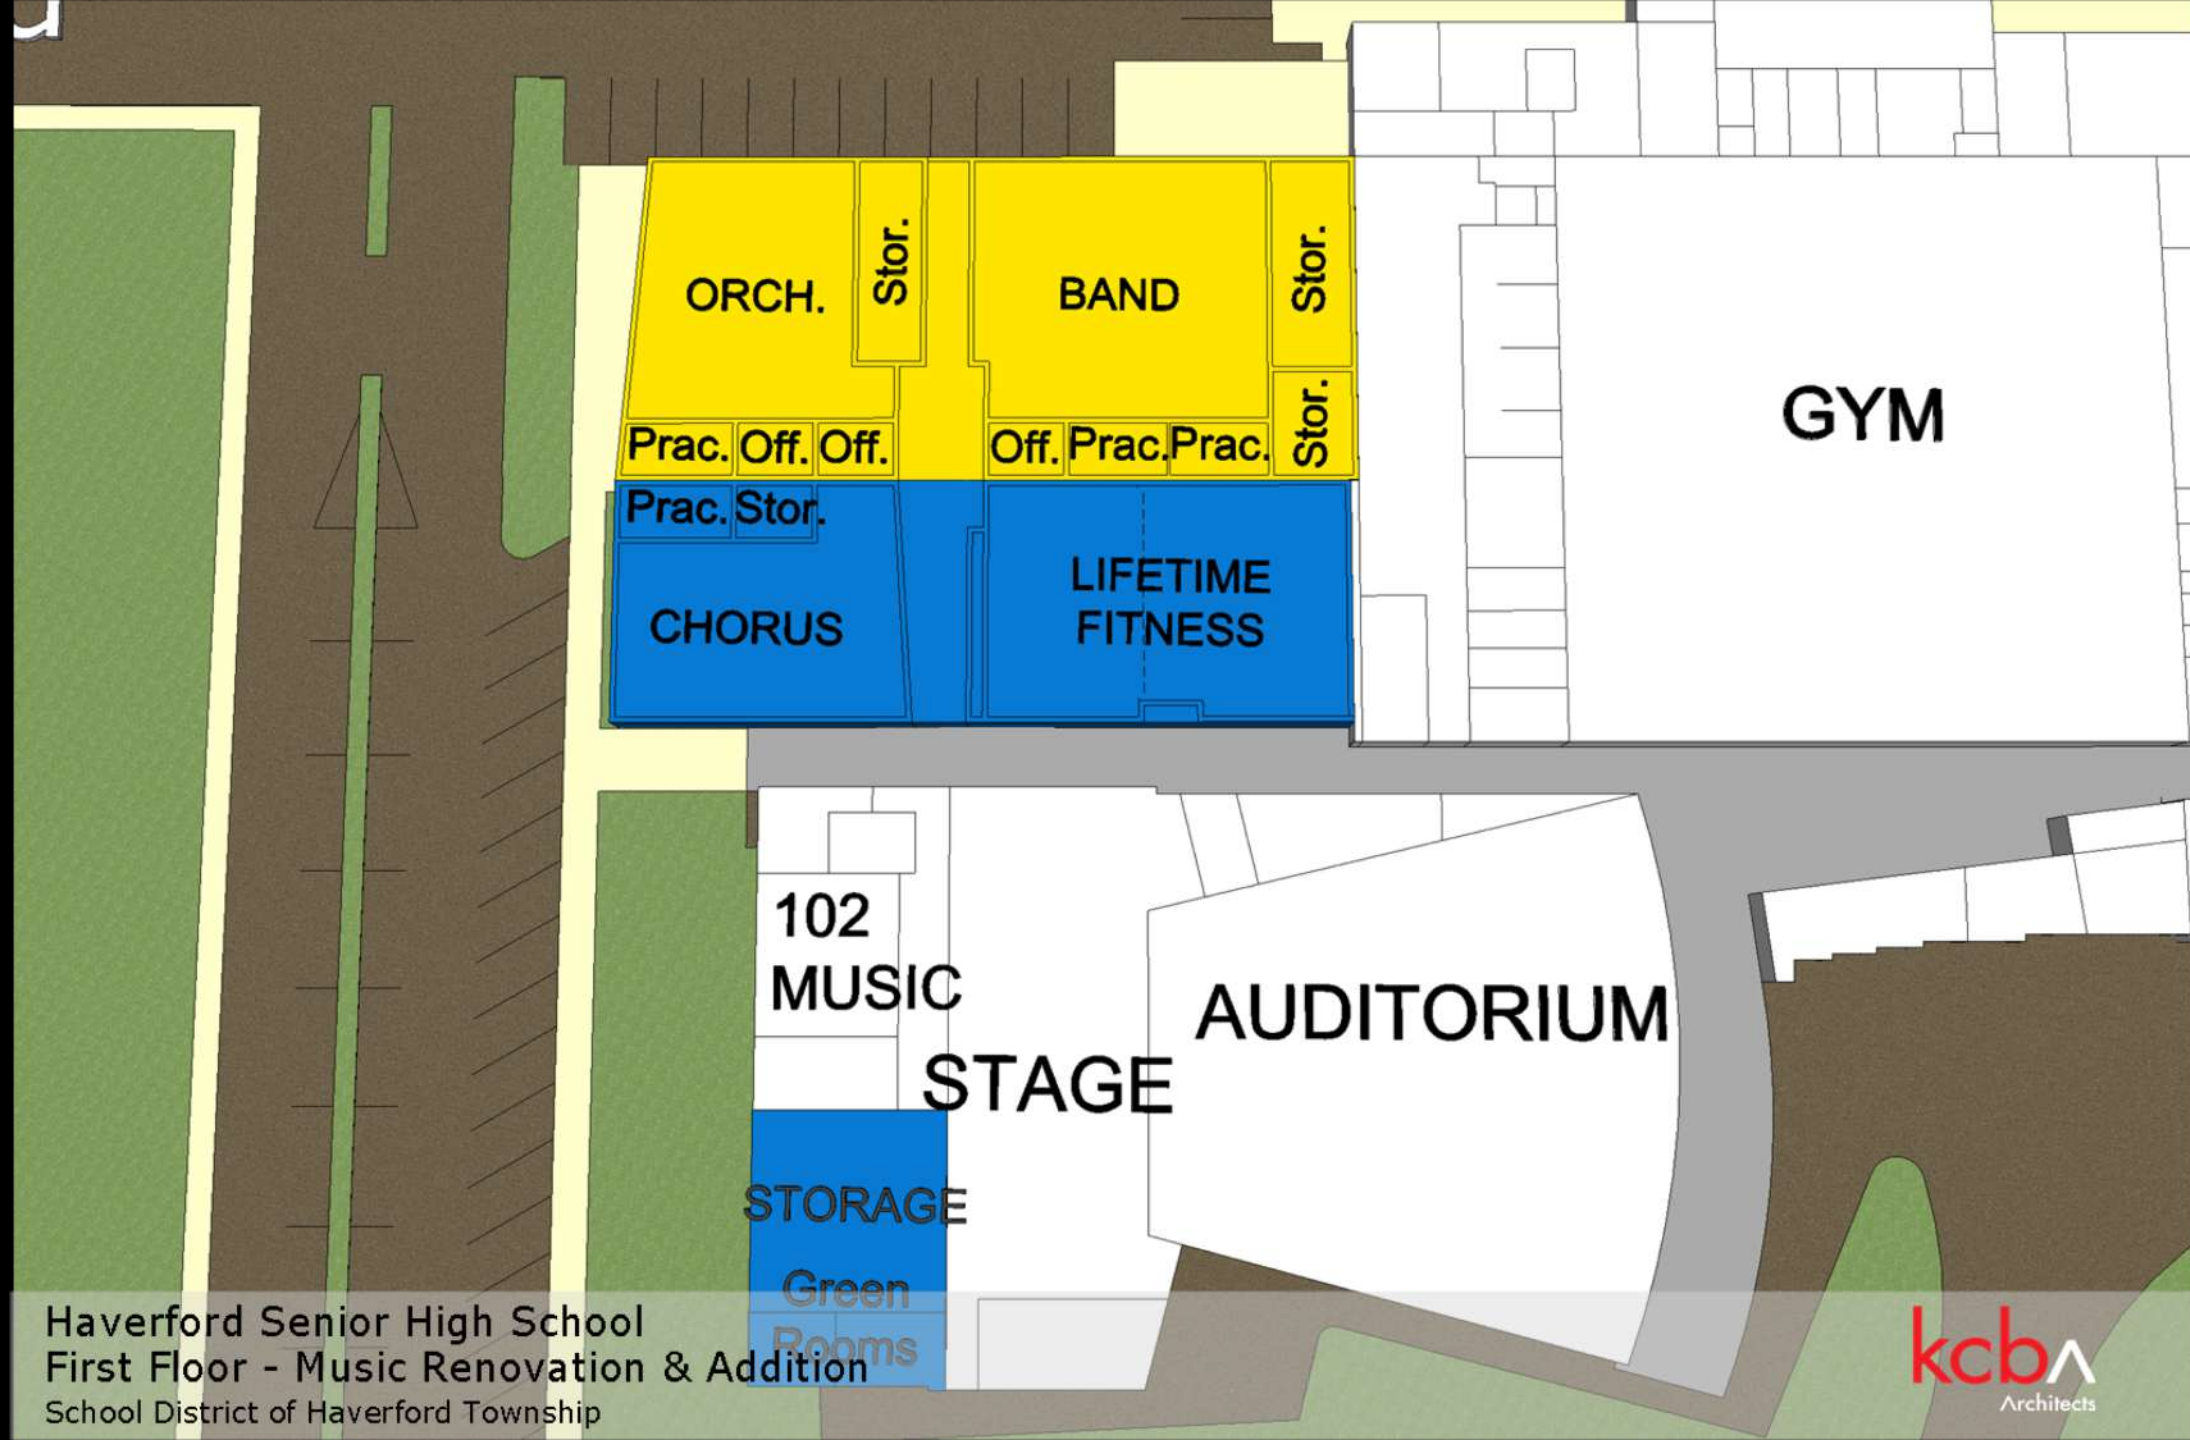 ORCH.
Stor.
BAND
Stor.
Stor.
Prac. Off. Off.
Off. Prac. Prac.
Prac. Stor.
CHORUS
LIFETIME
FITNESS
GYM
102
MUSIC
STAGE
AUDITORIUM
STORAGE
Green
Rooms
Haverford Senior High School
First Floor - Music Renovation & Addition
School District of Haverford Township
kcba
Architects